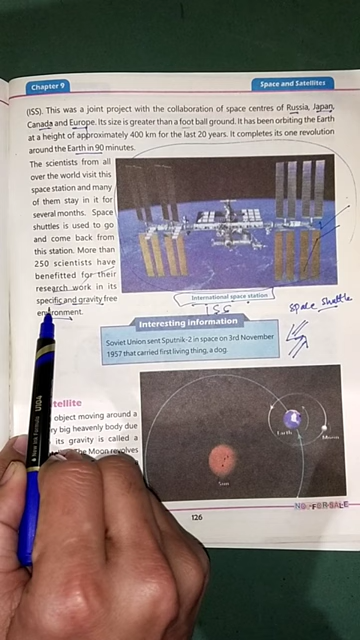 Chapter 9
Space and Satellites
(ISS). This was a joint project with the collaboration of space centres of Russia, Japan,
Canada and Europe. Its size is greater than a foot ball ground. It has been orbiting the Earth
at a height of approximately 400 km for the last 20 years. It completes its one revolution
around the Earth in 90 minutes.
The scientists from all
over the world visit this
space station and many
of them stay in it for
several months. Space
shuttles is used to go
and come back from
this station. More than
250 scientists have
benefitted for their
research work in its
specific and gravity free
environment.
International space station
ISS
space shuttle
Interesting information
Soviet Union sent Sputnik-2 in space on 3rd November
1957 that carried first living thing, a dog.
tellite
object moving around a
ry big heavenly body due
its gravity is called a
The Moon revolves
Earth
Moon
Sun
126
NOT FOR SALE